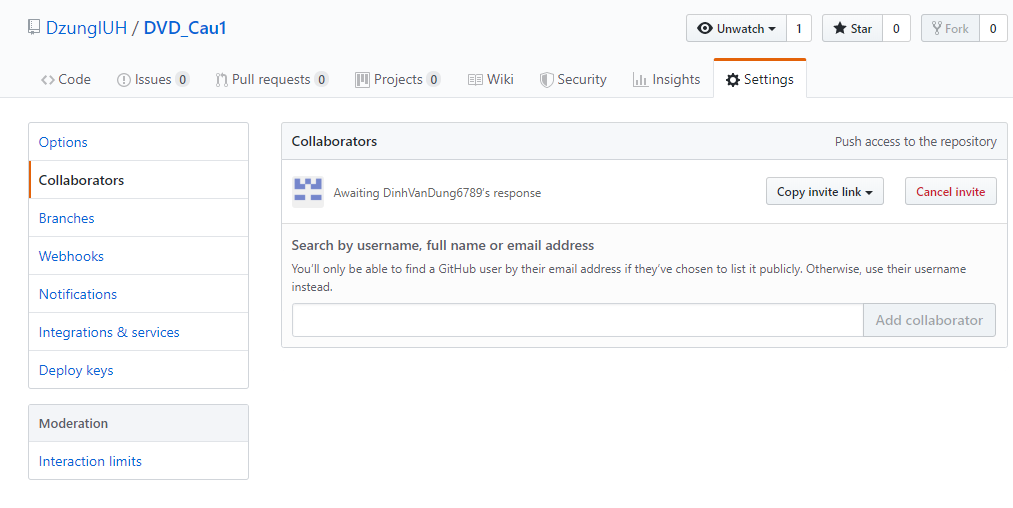 DzungIUH / DVD_Cau1
Unwatch 1 Star 0 Fork 0
Code Issues 0 Pull requests 0 Projects 0 Wiki Security Insights Settings
Options
Collaborators
Branches
Webhooks
Notifications
Integrations & services
Deploy keys
Moderation
Interaction limits
Collaborators Push access to the repository
Awaiting DinhVanDung6789's response Copy invite link Cancel invite
Search by username, full name or email address
You'll only be able to find a GitHub user by their email address if they've chosen to list it publicly. Otherwise, use their username
instead.
Add collaborator